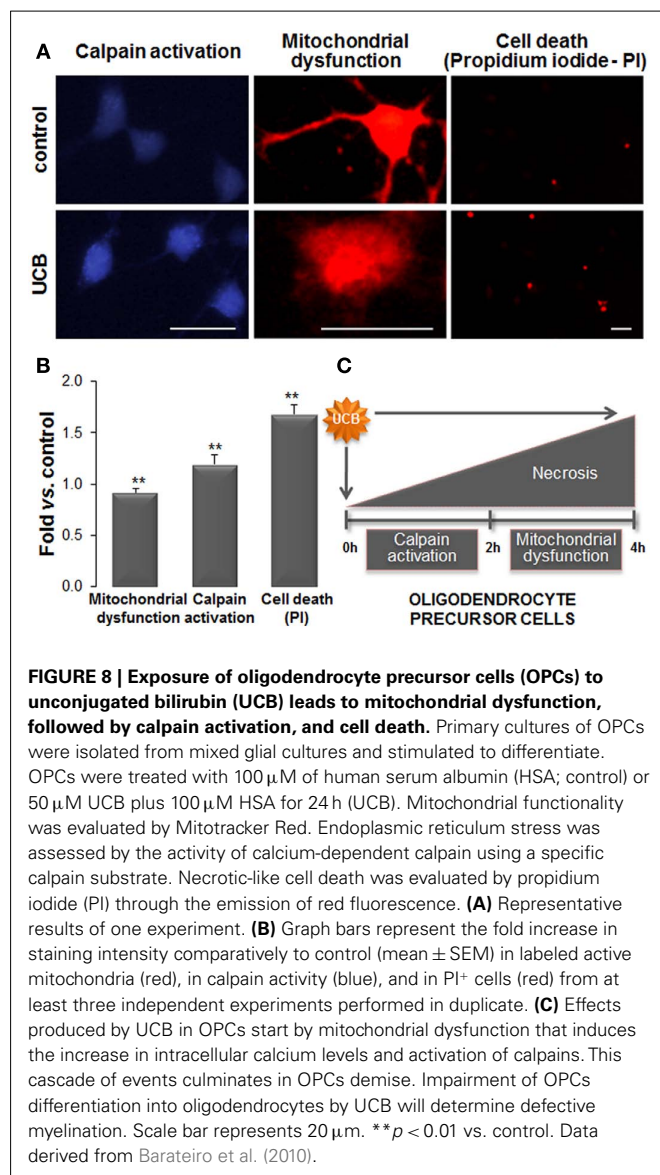 A
Calpain activation
Mitochondrial
dysfunction
Cell death
(Propidium iodide - PI)
control
UCB
B
Fold vs. control
2.0
1.5
1.0
0.5
0.0
**
**
**
Mitochondrial
dysfunction
Calpain
activation
Cell death
(PI)
C
UCB
Necrosis
0h
Calpain
activation
2h
Mitochondrial
dysfunction
4h
OLIGODENDROCYTE
PRECURSOR CELLS
FIGURE 8 | Exposure of oligodendrocyte precursor cells (OPCs) to
unconjugated bilirubin (UCB) leads to mitochondrial dysfunction,
followed by calpain activation, and cell death. Primary cultures of OPCs
were isolated from mixed glial cultures and stimulated to differentiate.
OPCs were treated with 100 μM of human serum albumin (HSA; control) or
50 μM UCB plus 100 μM HSA for 24 h (UCB). Mitochondrial functionality
was evaluated by Mitotracker Red. Endoplasmic reticulum stress was
assessed by the activity of calcium-dependent calpain using a specific
calpain substrate. Necrotic-like cell death was evaluated by propidium
iodide (PI) through the emission of red fluorescence. (A) Representative
results of one experiment. (B) Graph bars represent the fold increase in
staining intensity comparatively to control (mean ± SEM) in labeled active
mitochondria (red), in calpain activity (blue), and in PI⁺ cells (red) from at
least three independent experiments performed in duplicate. (C) Effects
produced by UCB in OPCs start by mitochondrial dysfunction that induces
the increase in intracellular calcium levels and activation of calpains. This
cascade of events culminates in OPCs demise. Impairment of OPCs
differentiation into oligodendrocytes by UCB will determine defective
myelination. Scale bar represents 20 μm. **p < 0.01 vs. control. Data
derived from Barateiro et al. (2010).